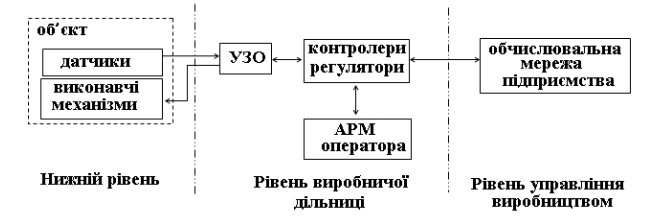 об'єкт
датчики
виконавчі
механізми
УЗО
контролери
регулятори
АРМ
оператора
обчислювальна
мережа
підприємства
Нижній рівень
Рівень виробничої
дільниці
Рівень управління
виробництвом